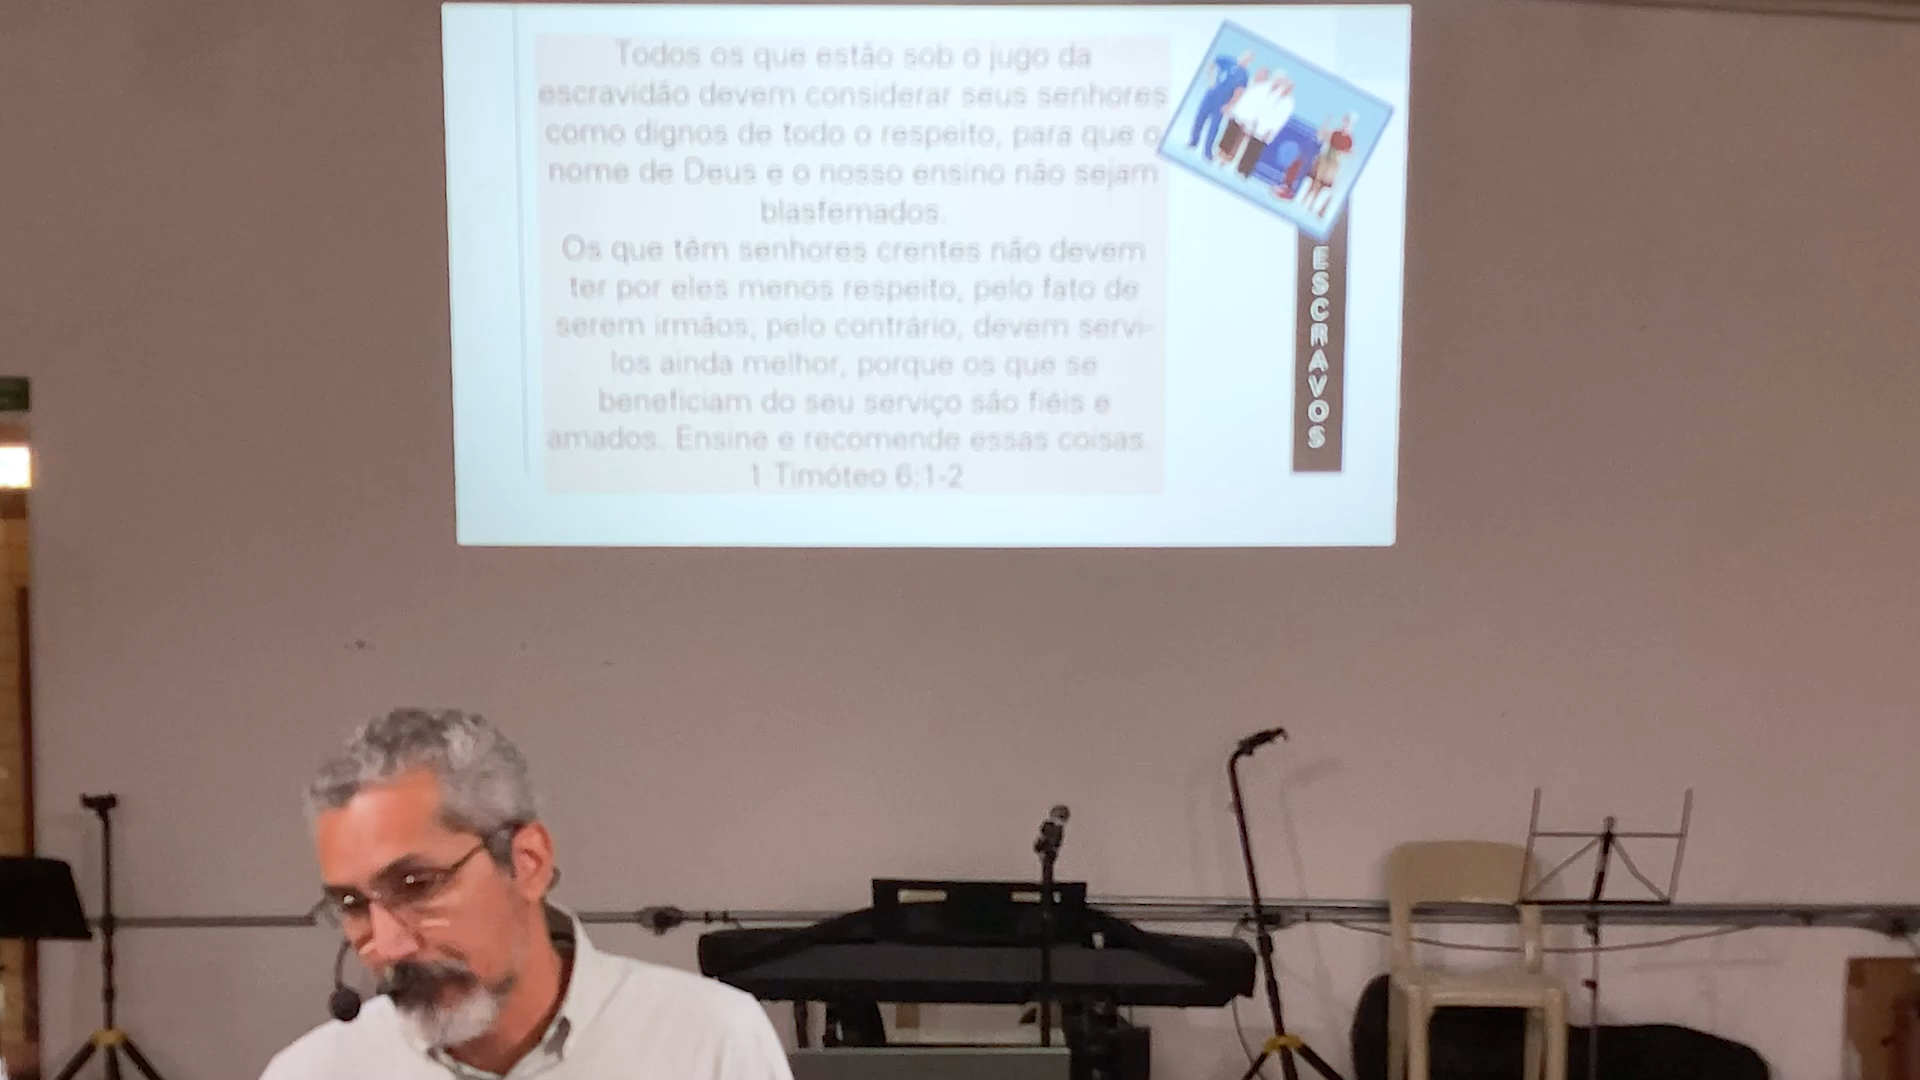 Todos os que estão sob o jugo da
escravidão devem considerar seus senhores
como dignos de todo o respeito, para que o
nome de Deus e o nosso ensino não sejam
blasfemados.
Os que têm senhores crentes não devem
ter por eles menos respeito, pelo fato de
serem irmãos; pelo contrário, devem servi-
los ainda melhor, porque os que se
beneficiam do seu serviço são fiéis e
amados. Ensine e recomende essas coisas.
1 Timóteo 6:1-2
ESCRAVOS